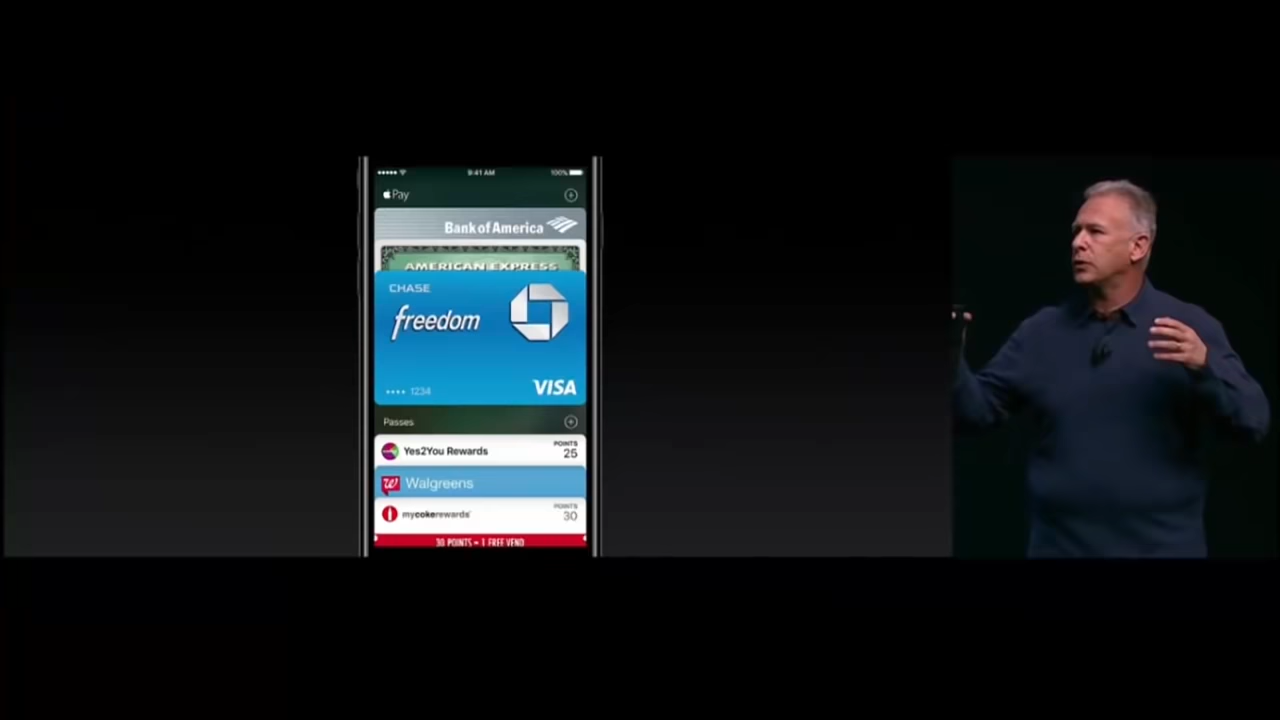 9:41 AM 100%
Pay
Bank of America
AMERICAN EXPRESS
CHASE
freedom
•••• 1234
VISA
Passes
Yes2You Rewards
POINTS
25
Walgreens
mycokerewards
POINTS
30
30 POINTS = 1 FREE VEND